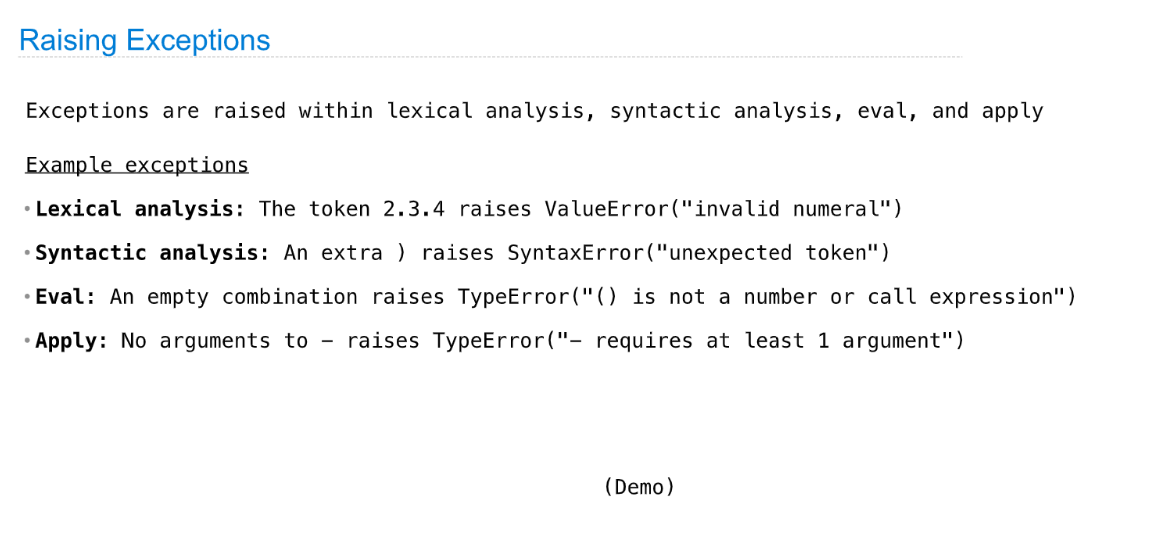 Raising Exceptions
Exceptions are raised within lexical analysis, syntactic analysis, eval, and apply
Example exceptions
•Lexical analysis: The token 2.3.4 raises ValueError("invalid numeral")
•Syntactic analysis: An extra ) raises SyntaxError("unexpected token")
•Eval: An empty combination raises TypeError("() is not a number or call expression")
•Apply: No arguments to – raises TypeError("– requires at least 1 argument")
(Demo)